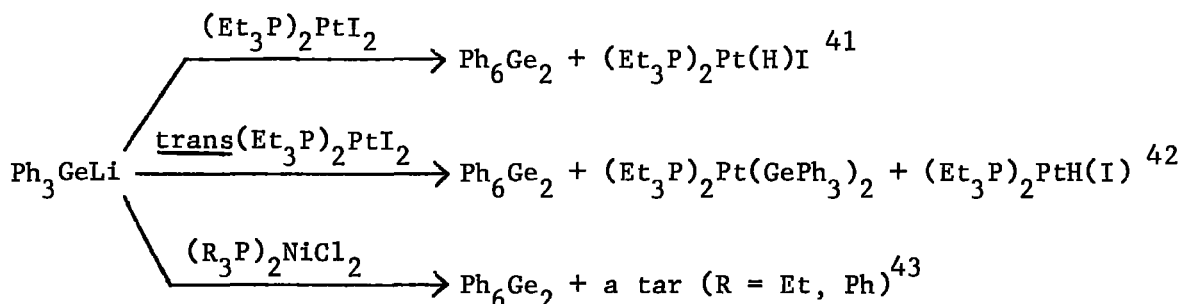 (Et3P)2PtI2
Ph6Ge2 + (Et3P)2Pt(H)I 41
trans(Et3P)2PtI2
Ph3GeLi
Ph6Ge2 + (Et3P)2Pt(GePh3)2 + (Et3P)2PtH(I) 42
(R3P)2NiCl2
Ph6Ge2 + a tar (R = Et, Ph)43